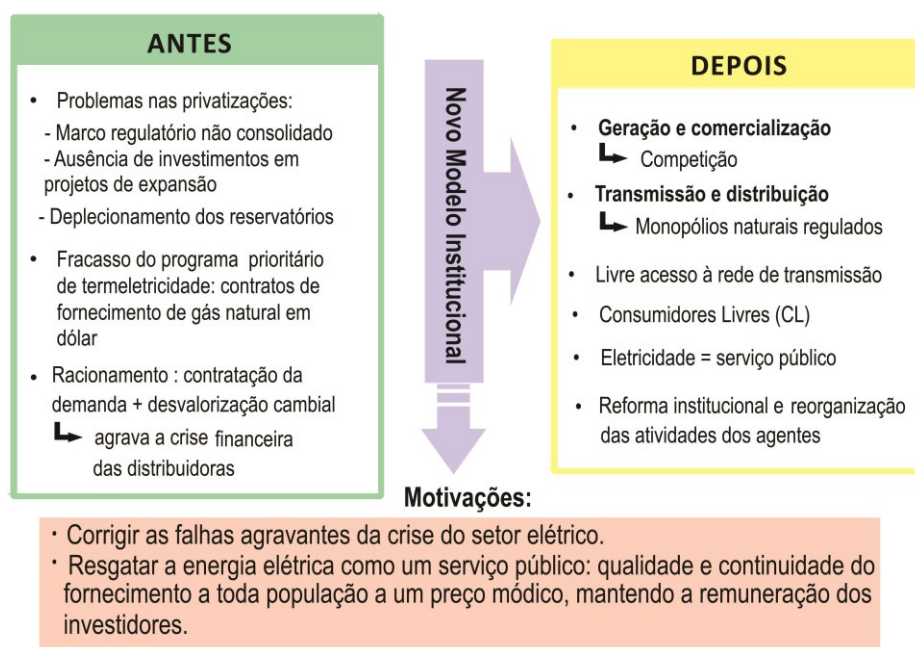 ANTES
• Problemas nas privatizações:
- Marco regulatório não consolidado
- Ausência de investimentos em
projetos de expansão
- Deplecionamento dos reservatórios
• Fracasso do programa prioritário
de termeletricidade: contratos de
fornecimento de gás natural em
dólar
• Racionamento : contratação da
demanda + desvalorização cambial
agrava a crise financeira
das distribuidoras
Novo Modelo Institucional
DEPOIS
• Geração e comercialização
Competição
• Transmissão e distribuição
Monopólios naturais regulados
• Livre acesso à rede de transmissão
• Consumidores Livres (CL)
• Eletricidade = serviço público
• Reforma institucional e reorganização
das atividades dos agentes
Motivações:
· Corrigir as falhas agravantes da crise do setor elétrico.
· Resgatar a energia elétrica como um serviço público: qualidade e continuidade do
fornecimento a toda população a um preço módico, mantendo a remuneração dos
investidores.